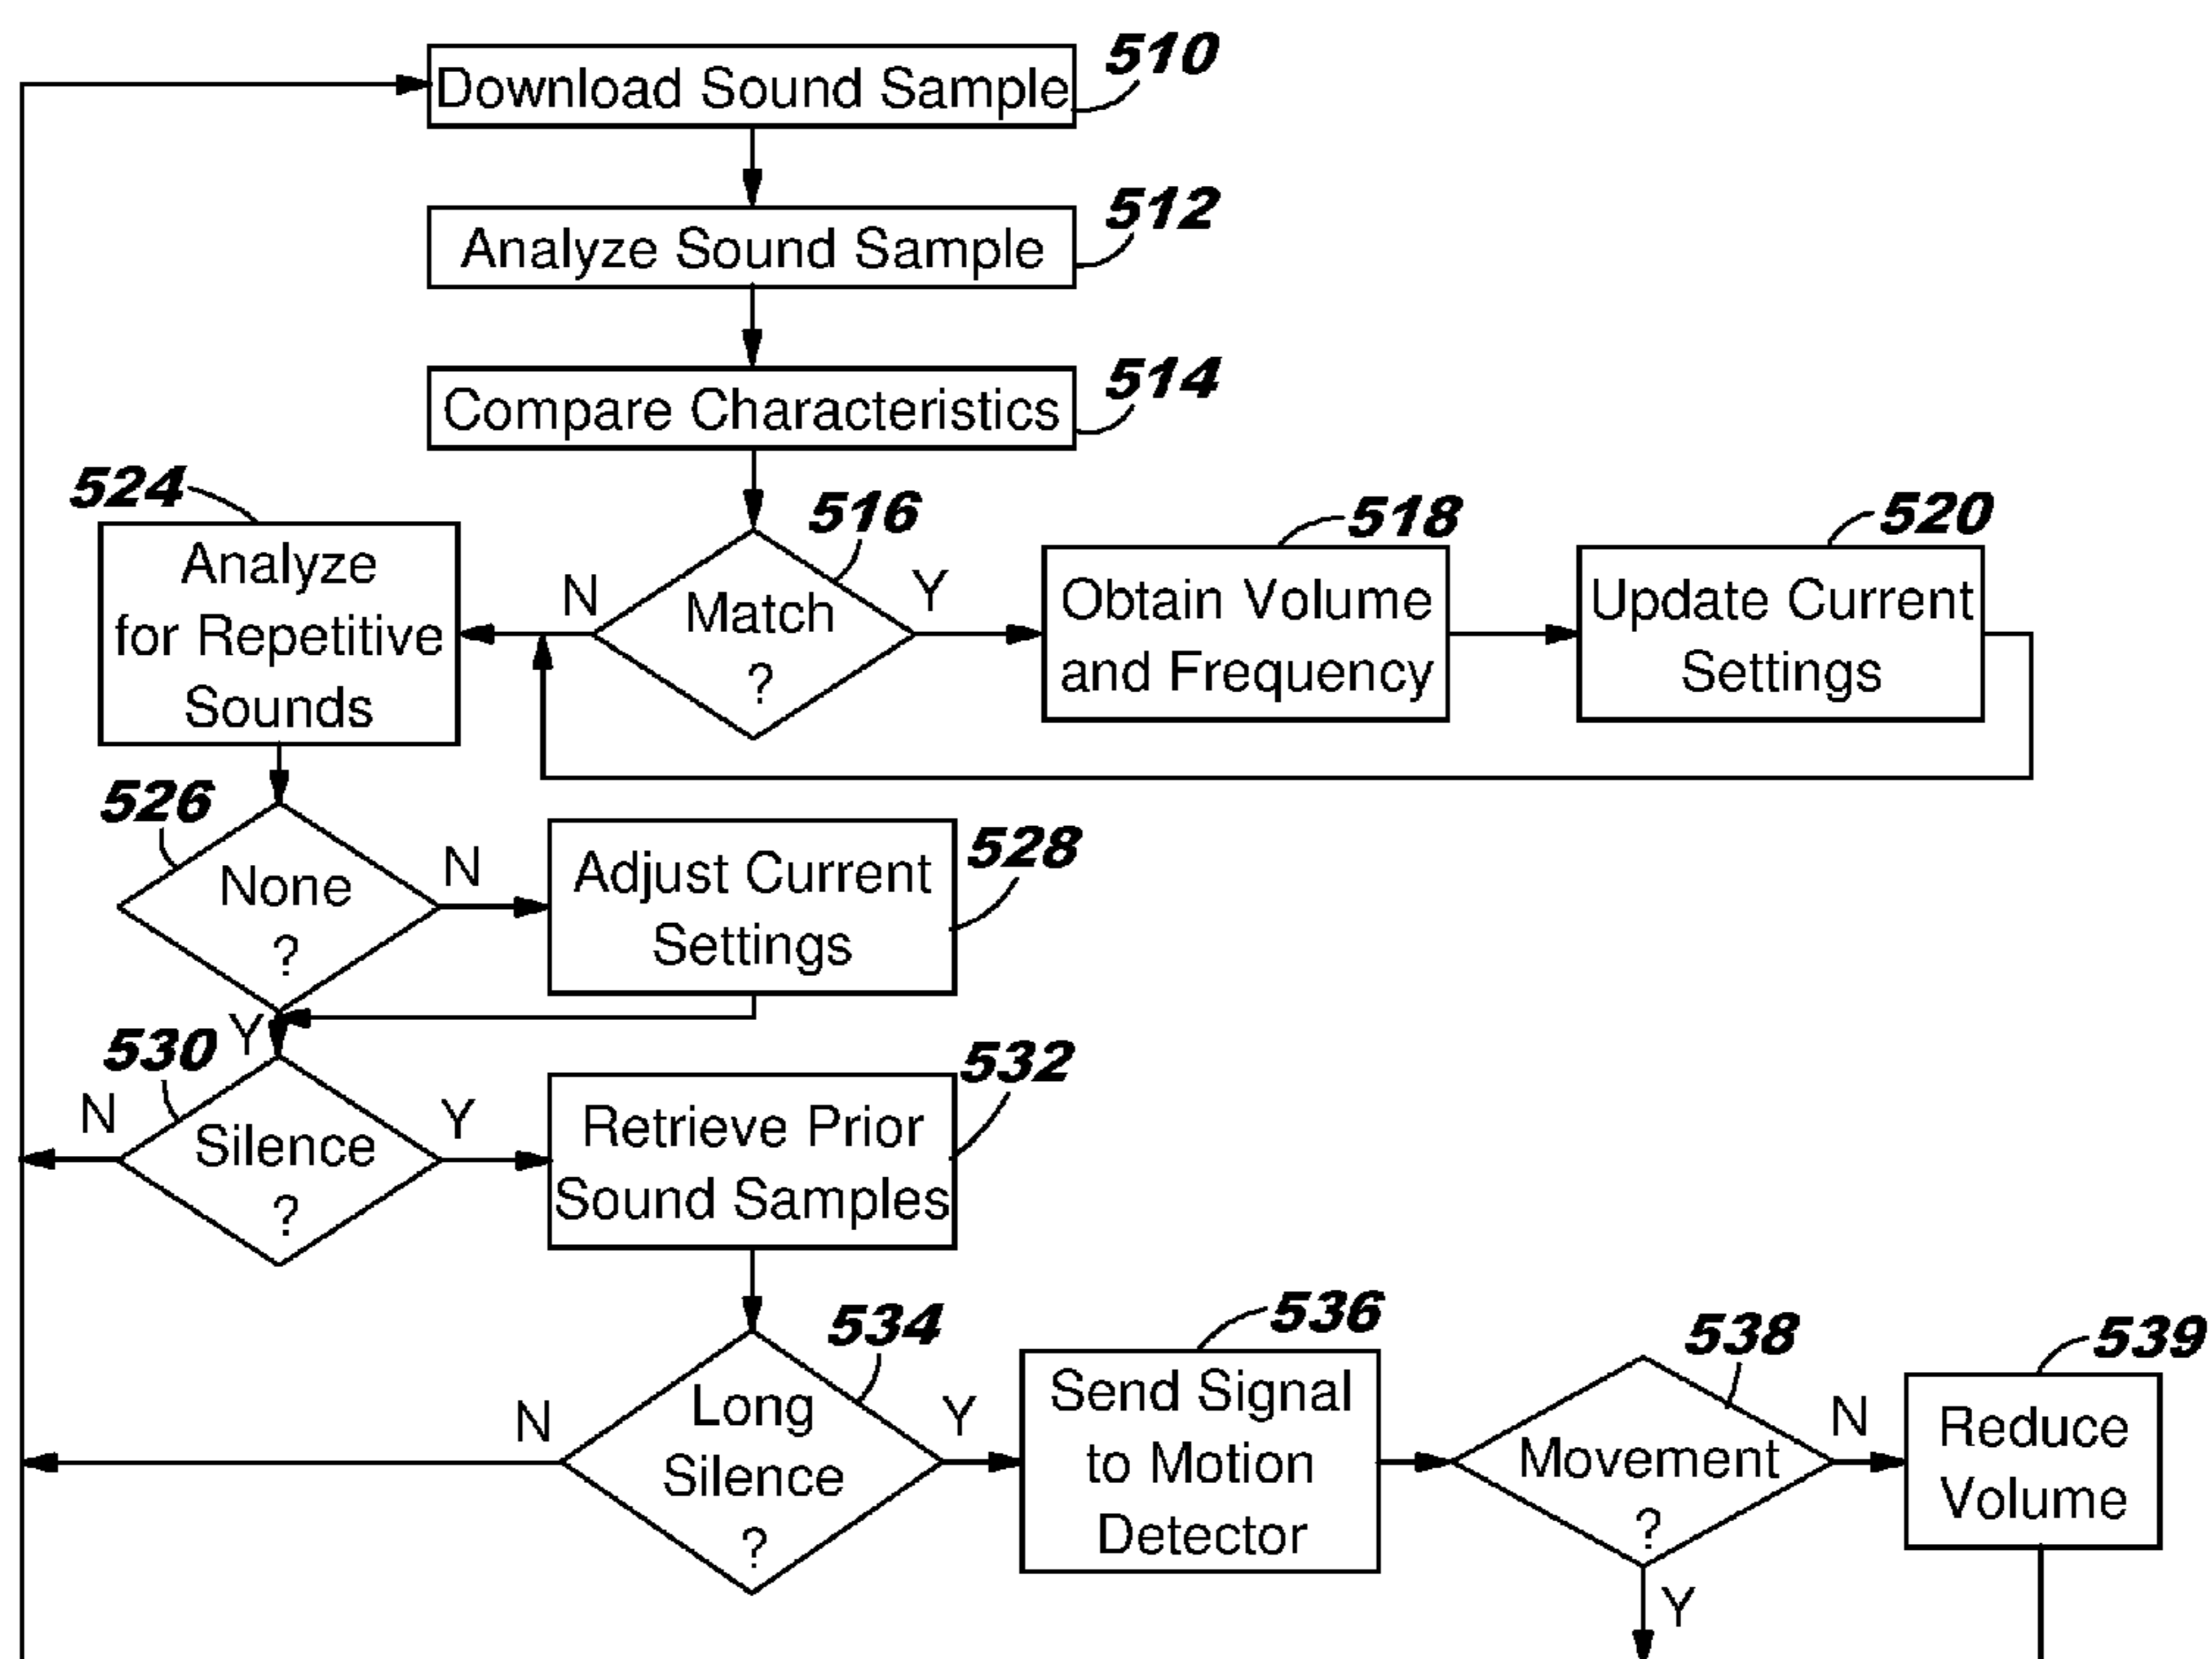 Download Sound Sample
510
Analyze Sound Sample
512
Compare Characteristics
514
524
Analyze
for Repetitive
Sounds
N
516
Match
?
Y
518
Obtain Volume
and Frequency
520
Update Current
Settings
526
None
?
N
Adjust Current
Settings
528
Y
530
N
Silence
?
Y
Retrieve Prior
Sound Samples
532
N
534
Long
Silence
?
Y
536
Send Signal
to Motion
Detector
538
Movement
?
N
Y
539
Reduce
Volume